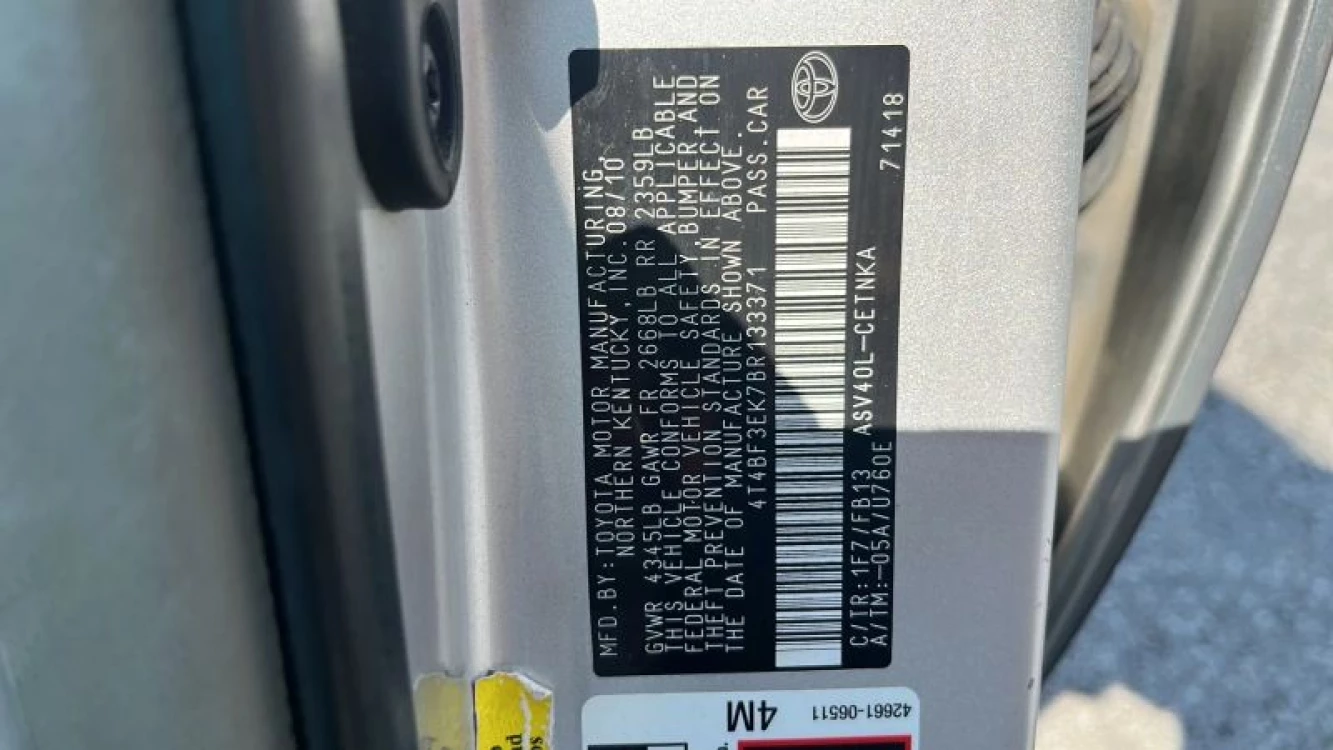 MFD.BY:TOYOTA MOTOR MANUFACTURING,
NORTHERN KENTUCKY,INC.08/10
GVWR 4345LB GAWR FR 2668LB RR 2359LB
THIS VEHICLE CONFORMS TO ALL APPLICABLE
FEDERAL MOTOR VEHICLE SAFETY,BUMPER,AND
THEFT PREVENTION STANDARDS IN EFFECT ON
THE DATE OF MANUFACTURE SHOWN ABOVE.
4T4BF3EK7BR133371 PASS.CAR
C/TR:1F7/FB13 ASV40L-CETNKA
A/TM:-05A/U760E 71418
42661-06511
4M